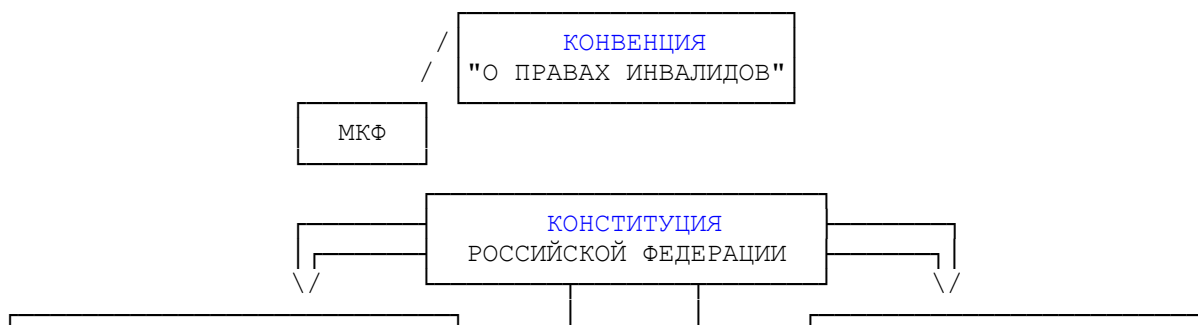 КОНВЕНЦИЯ
"О ПРАВАХ ИНВАЛИДОВ"
МКФ
КОНСТИТУЦИЯ
РОССИЙСКОЙ ФЕДЕРАЦИИ